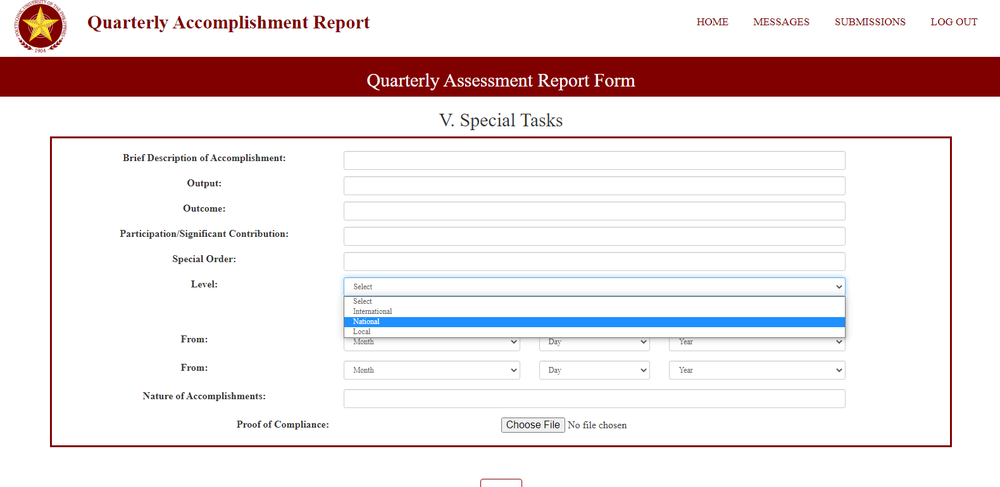 POLYTECHNIC UNIVERSITY OF THE PHILIPPINES
1904
Quarterly Accomplishment Report
HOME MESSAGES SUBMISSIONS LOG OUT
Quarterly Assessment Report Form
V. Special Tasks
Brief Description of Accomplishment:
Output:
Outcome:
Participation/Significant Contribution:
Special Order:
Level: Select
Select
International
National
Local
From: Month Day Year
From: Month Day Year
Nature of Accomplishments:
Proof of Compliance: Choose File No file chosen